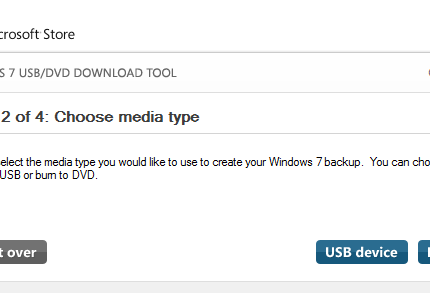 crosoft Store
S 7 USB/DVD DOWNLOAD TOOL
2 of 4: Choose media type
elect the media type you would like to use to create your Windows 7 backup. You can cho
USB or burn to DVD.
t over USB device